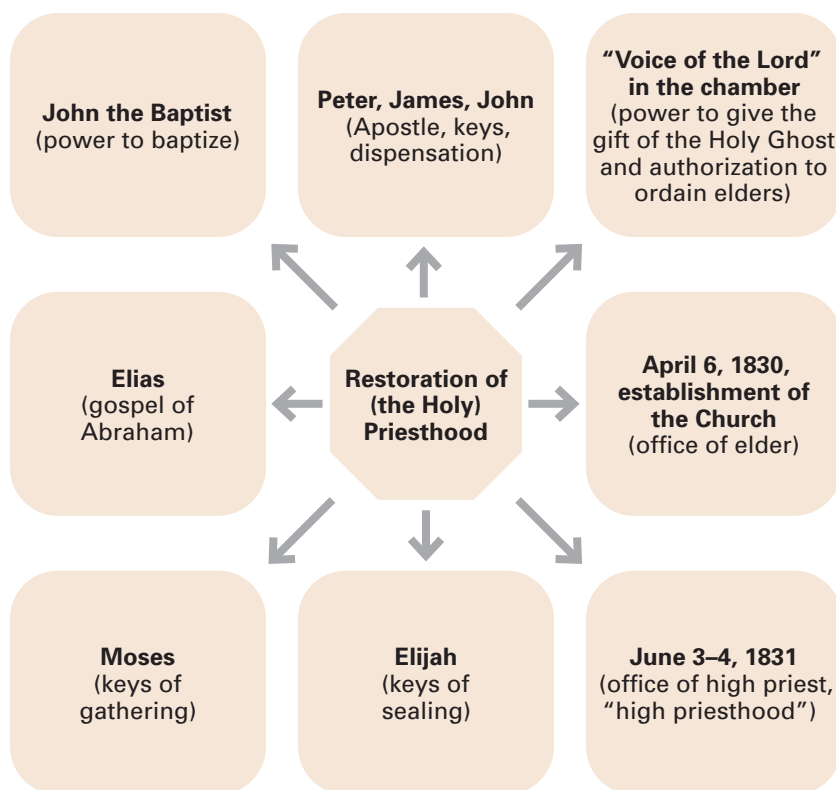 John the Baptist
(power to baptize)
Peter, James, John
(Apostle, keys,
dispensation)
“Voice of the Lord”
in the chamber
(power to give the
gift of the Holy Ghost
and authorization to
ordain elders)
Elias
(gospel of
Abraham)
Restoration of
(the Holy)
Priesthood
April 6, 1830,
establishment of
the Church
(office of elder)
Moses
(keys of
gathering)
Elijah
(keys of
sealing)
June 3–4, 1831
(office of high priest,
“high priesthood”)